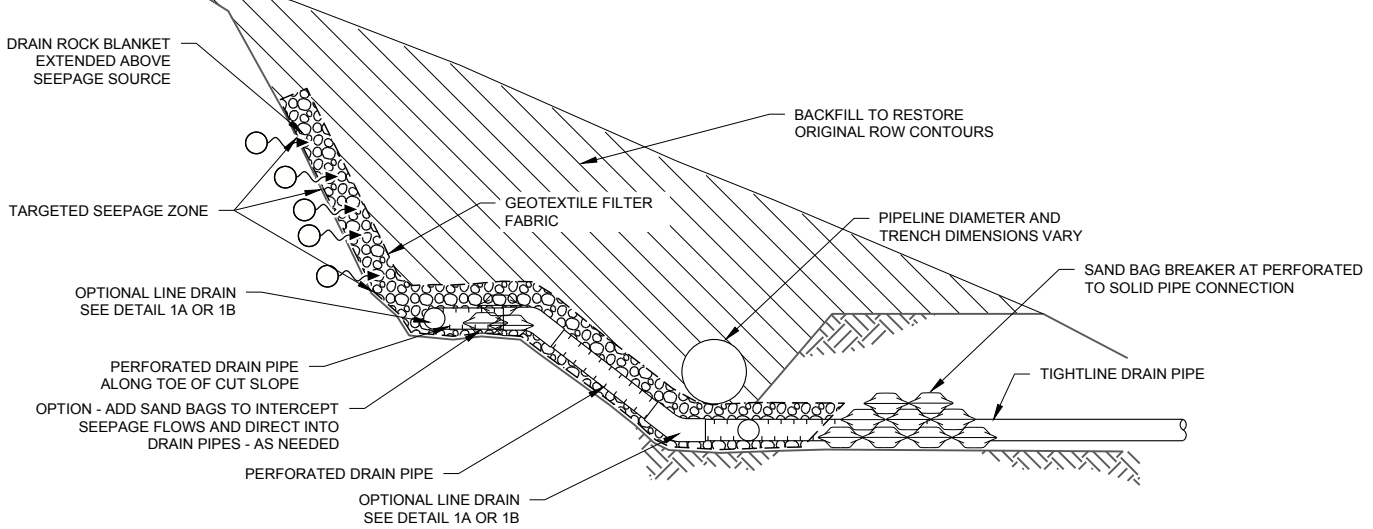 DRAIN ROCK BLANKET
EXTENDED ABOVE
SEEPAGE SOURCE
BACKFILL TO RESTORE
ORIGINAL ROW CONTOURS
TARGETED SEEPAGE ZONE
GEOTEXTILE FILTER
FABRIC
PIPELINE DIAMETER AND
TRENCH DIMENSIONS VARY
SAND BAG BREAKER AT PERFORATED
TO SOLID PIPE CONNECTION
OPTIONAL LINE DRAIN
SEE DETAIL 1A OR 1B
PERFORATED DRAIN PIPE
ALONG TOE OF CUT SLOPE
TIGHTLINE DRAIN PIPE
OPTION - ADD SAND BAGS TO INTERCEPT
SEEPAGE FLOWS AND DIRECT INTO
DRAIN PIPES - AS NEEDED
PERFORATED DRAIN PIPE
OPTIONAL LINE DRAIN
SEE DETAIL 1A OR 1B